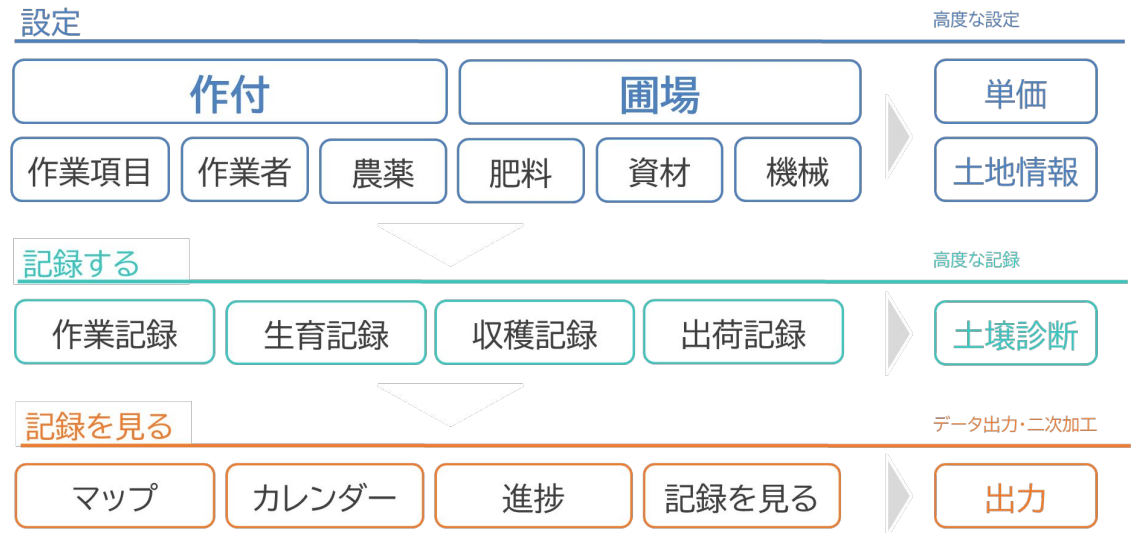 設定
高度な設定
作付
圃場
単価
作業項目
作業者
農薬
肥料
資材
機械
土地情報
記録する
高度な記録
作業記録
生育記録
収穫記録
出荷記録
土壌診断
記録を見る
データ出力・二次加工
マップ
カレンダー
進捗
記録を見る
出力